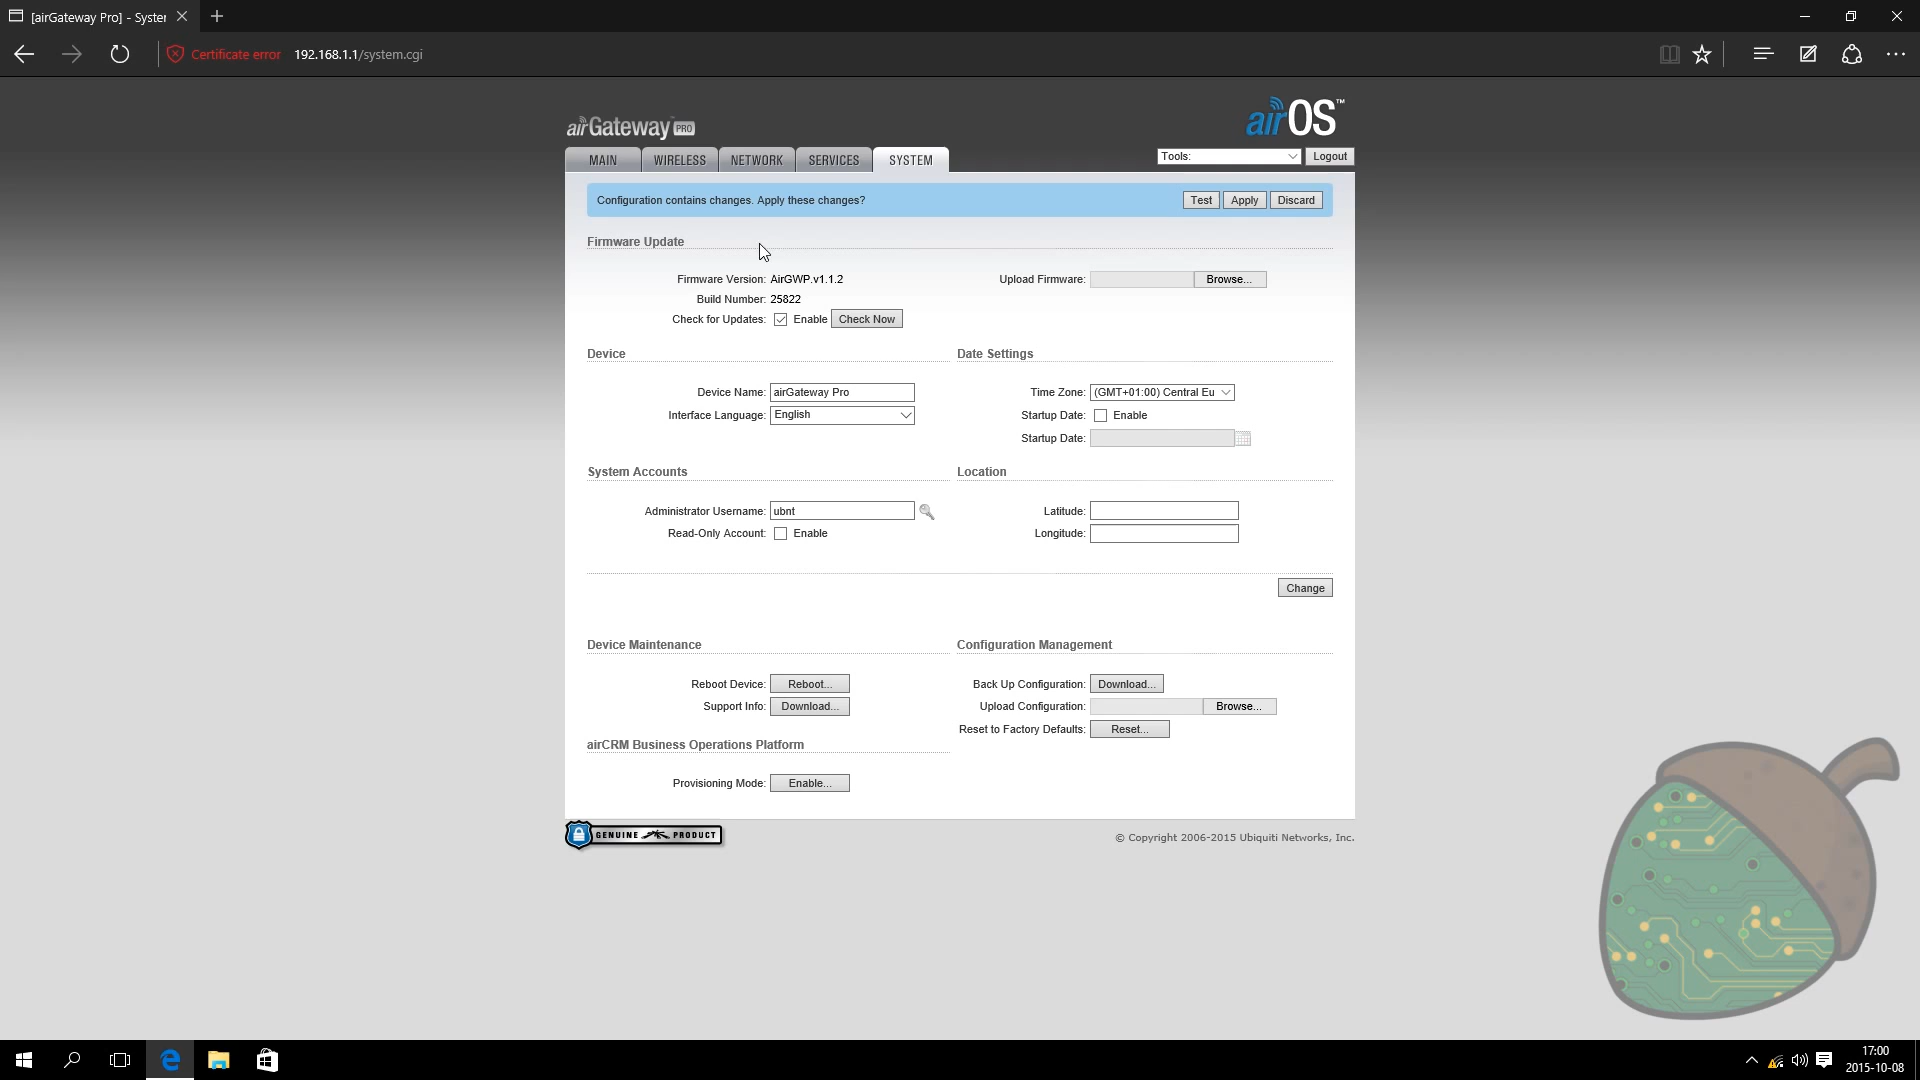 [airGateway Pro] - System
Certificate error 192.168.1.1/system.cgi
airGateway PRO
airOS™
MAIN WIRELESS NETWORK SERVICES SYSTEM
Tools: Logout
Configuration contains changes. Apply these changes? Test Apply Discard
Firmware Update
Firmware Version: AirGWP.v1.1.2 Upload Firmware: Browse...
Build Number: 25822
Check for Updates: Enable Check Now
Device Date Settings
Device Name: airGateway Pro Time Zone: (GMT+01:00) Central Eu
Interface Language: English Startup Date: Enable
Startup Date:
System Accounts Location
Administrator Username: ubnt Latitude:
Read-Only Account: Enable Longitude:
Change
Device Maintenance Configuration Management
Reboot Device: Reboot... Back Up Configuration: Download...
Support Info: Download... Upload Configuration: Browse...
Reset to Factory Defaults: Reset...
airCRM Business Operations Platform
Provisioning Mode: Enable...
GENUINE PRODUCT
© Copyright 2006-2015 Ubiquiti Networks, Inc.
17:00
2015-10-08